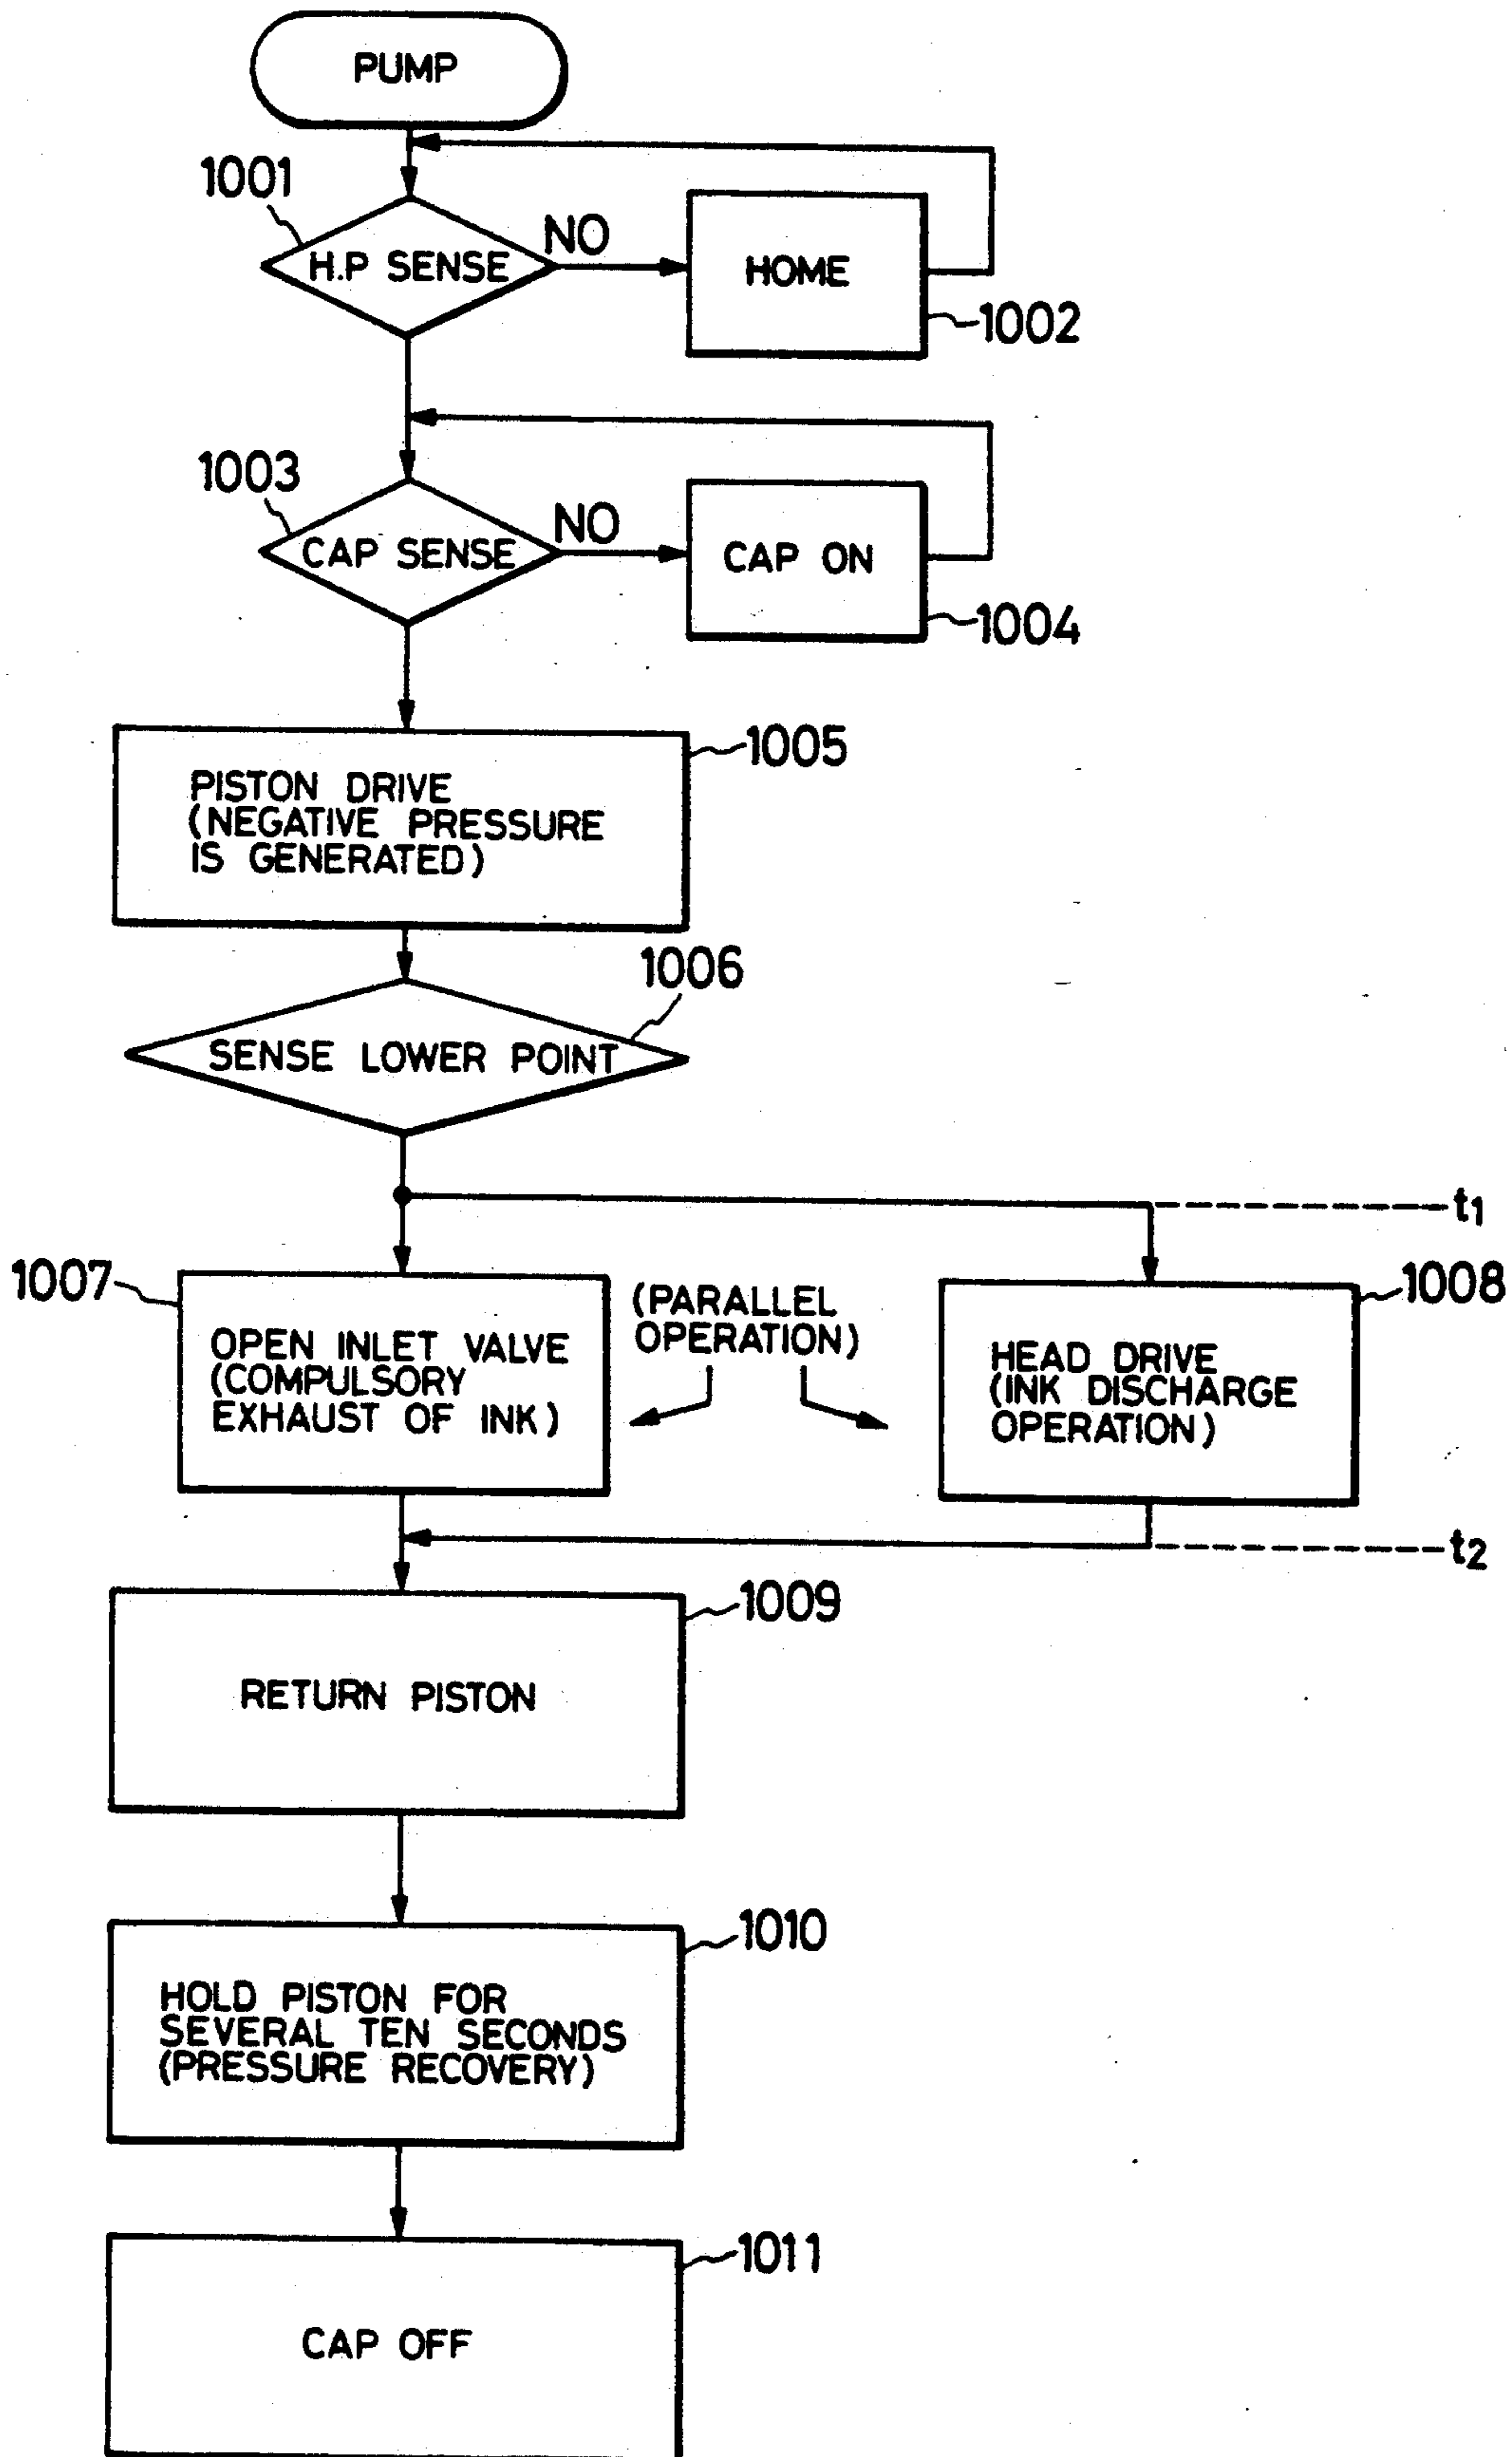 PUMP
1001
H.P SENSE
NO
HOME
1002
1003
CAP SENSE
NO
CAP ON
1004
1005
PISTON DRIVE
(NEGATIVE PRESSURE
IS GENERATED)
1006
SENSE LOWER POINT
t1
1007
OPEN INLET VALVE
(COMPULSORY
EXHAUST OF INK)
(PARALLEL
OPERATION)
1008
HEAD DRIVE
(INK DISCHARGE
OPERATION)
t2
1009
RETURN PISTON
1010
HOLD PISTON FOR
SEVERAL TEN SECONDS
(PRESSURE RECOVERY)
1011
CAP OFF